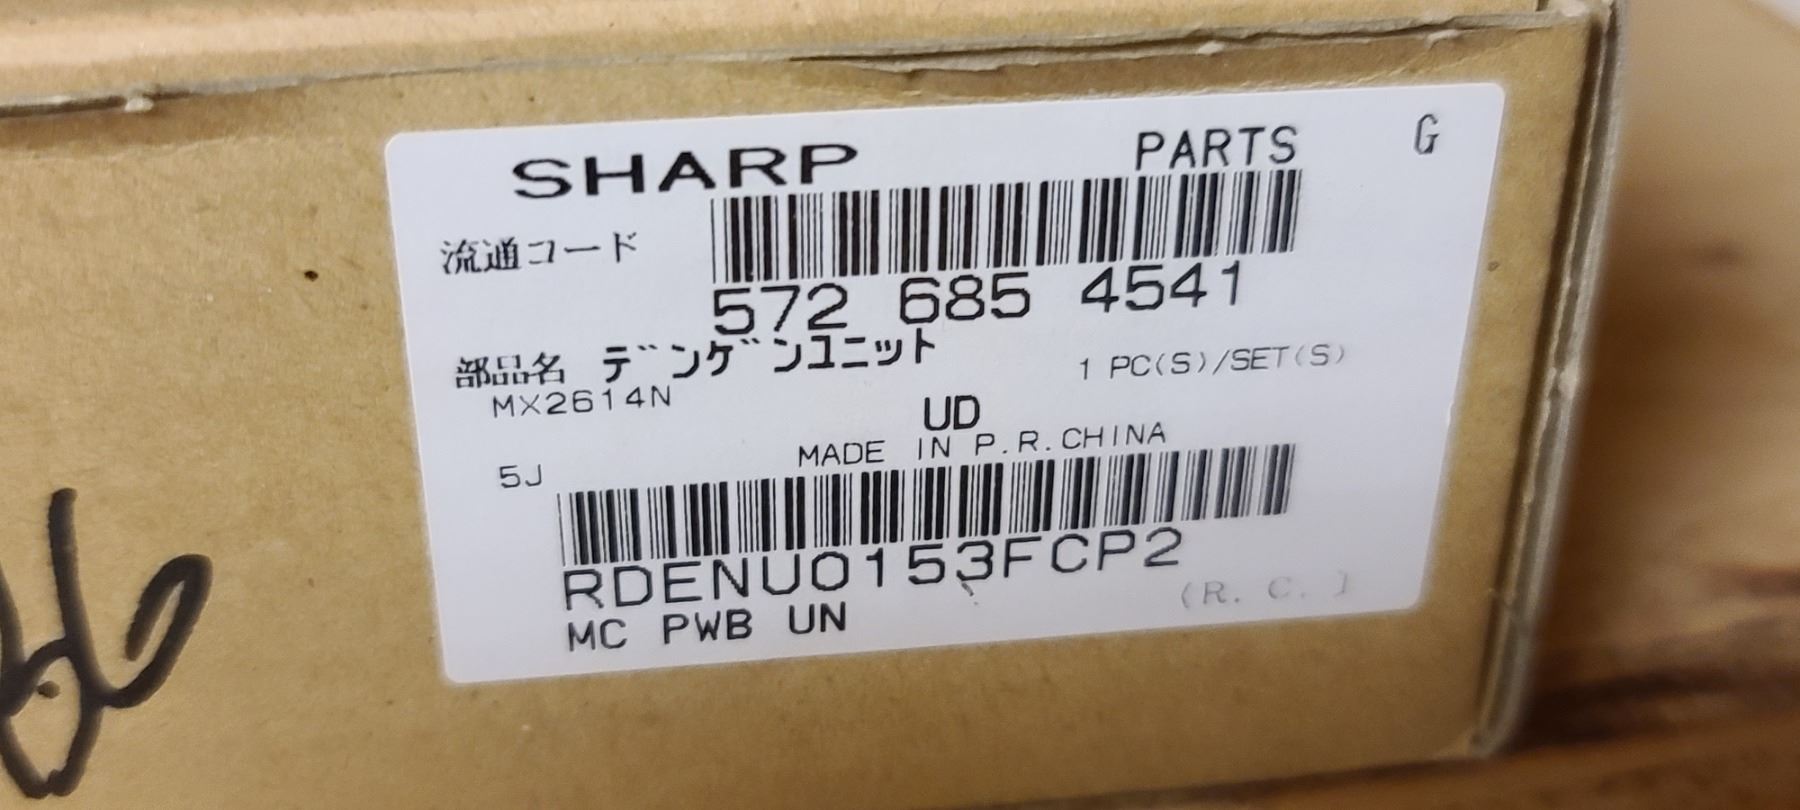 SHARP PARTS G
流通コード
572 685 4541
部品名 デンゲンユニット 1 PC(S)/SET(S)
MX2614N
UD
5J MADE IN P.R.CHINA
RDENU0153FCP2
MC PWB UN (R. C. )